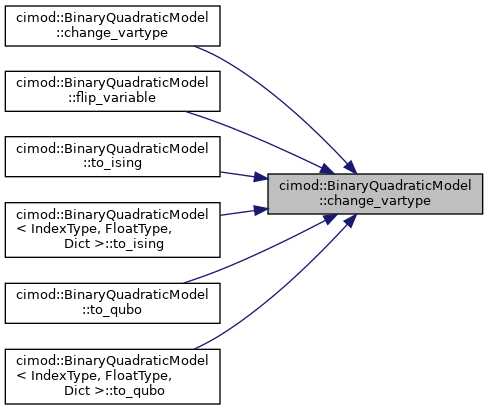 cimod::BinaryQuadraticModel
::change_vartype
cimod::BinaryQuadraticModel
::flip_variable
cimod::BinaryQuadraticModel
::to_ising
cimod::BinaryQuadraticModel
< IndexType, FloatType,
Dict >::to_ising
cimod::BinaryQuadraticModel
::to_qubo
cimod::BinaryQuadraticModel
< IndexType, FloatType,
Dict >::to_qubo
cimod::BinaryQuadraticModel
::change_vartype